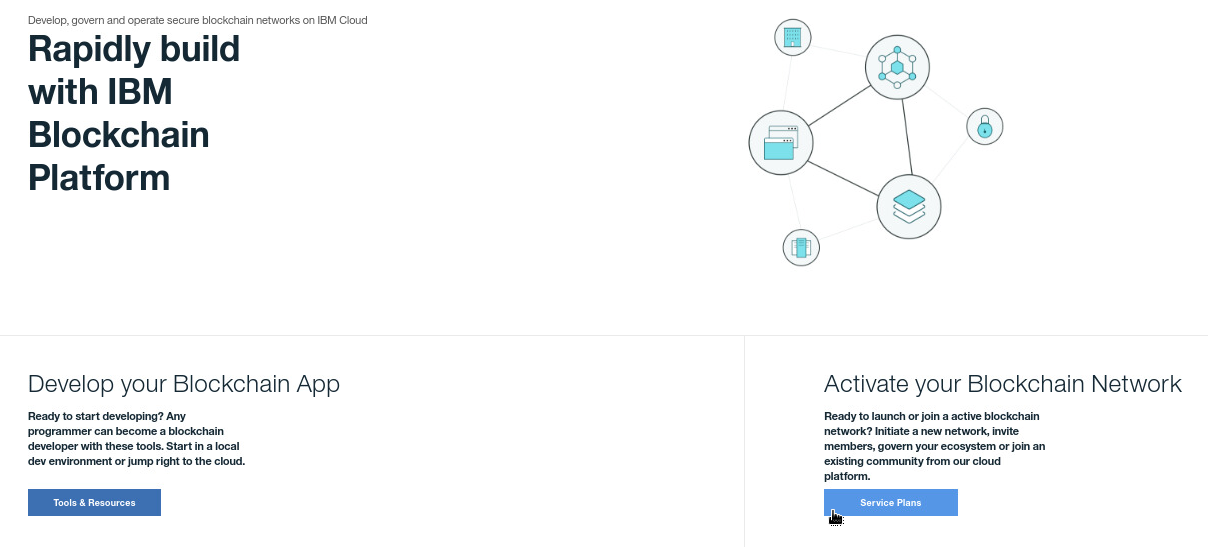 Develop, govern and operate secure blockchain networks on IBM Cloud
Rapidly build
with IBM
Blockchain
Platform
Develop your Blockchain App
Ready to start developing? Any
programmer can become a blockchain
developer with these tools. Start in a local
dev environment or jump right to the cloud.
Tools & Resources
Activate your Blockchain Network
Ready to launch or join a active blockchain
network? Initiate a new network, invite
members, govern your ecosystem or join an
existing community from our cloud
platform.
Service Plans